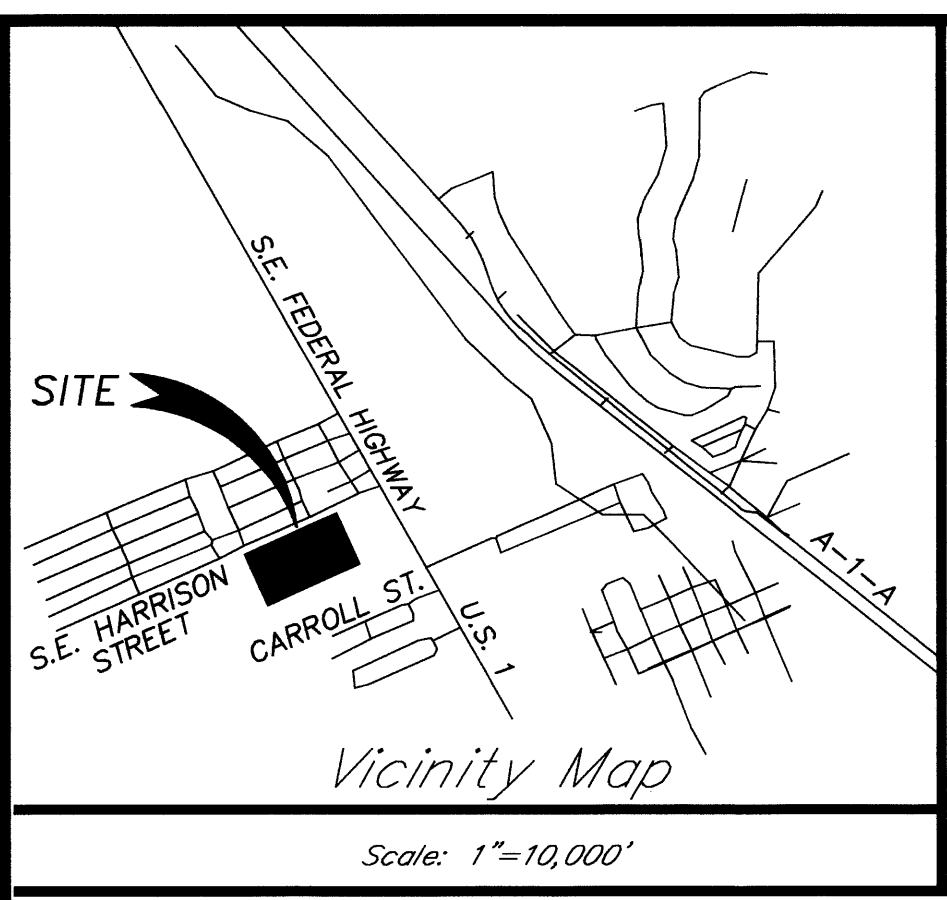 S.E. FEDERAL HIGHWAY
SITE
S.E. HARRISON
STREET
CARROLL ST.
U.S. 1
A-1-A
Vicinity Map
Scale: 1"=10,000'